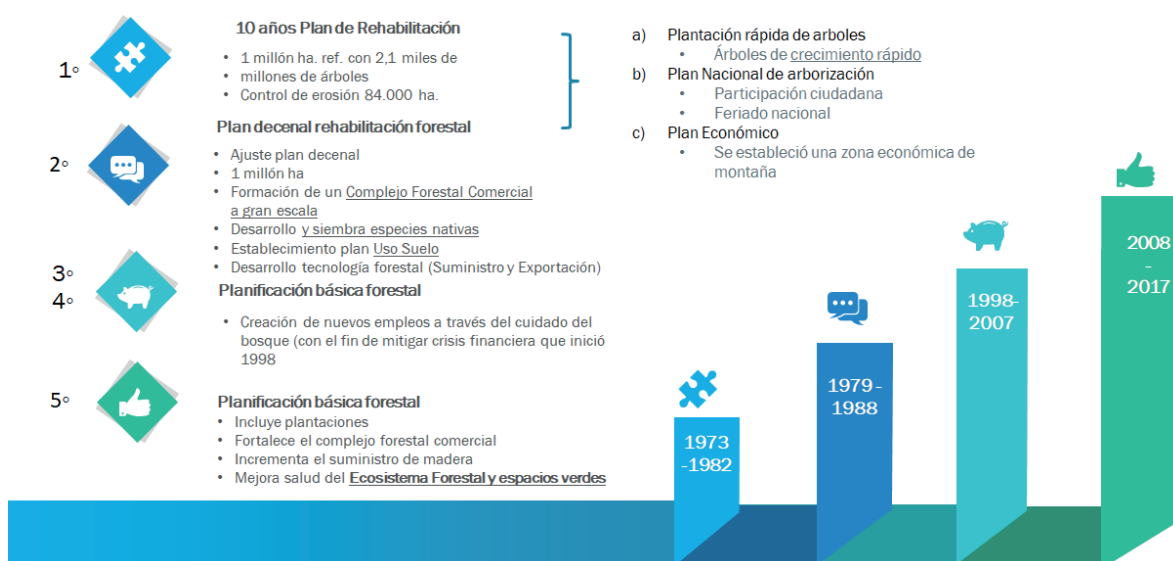 1°
10 años Plan de Rehabilitación
• 1 millón ha. ref. con 2,1 miles de
• millones de árboles
• Control de erosión 84.000 ha.
2°
Plan decenal rehabilitación forestal
• Ajuste plan decenal
• 1 millón ha
• Formación de un Complejo Forestal Comercial
a gran escala
• Desarrollo y siembra especies nativas
• Establecimiento plan Uso Suelo
• Desarrollo tecnología forestal (Suministro y Exportación)
3°
4°
Planificación básica forestal
• Creación de nuevos empleos a través del cuidado del
bosque (con el fin de mitigar crisis financiera que inició
1998
5°
Planificación básica forestal
• Incluye plantaciones
• Fortalece el complejo forestal comercial
• Incrementa el suministro de madera
• Mejora salud del Ecosistema Forestal y espacios verdes
a) Plantación rápida de arboles
• Árboles de crecimiento rápido
b) Plan Nacional de arborización
• Participación ciudadana
• Feriado nacional
c) Plan Económico
• Se estableció una zona económica de
montaña
1973
-1982
1979-
1988
1998-
2007
2008
-
2017